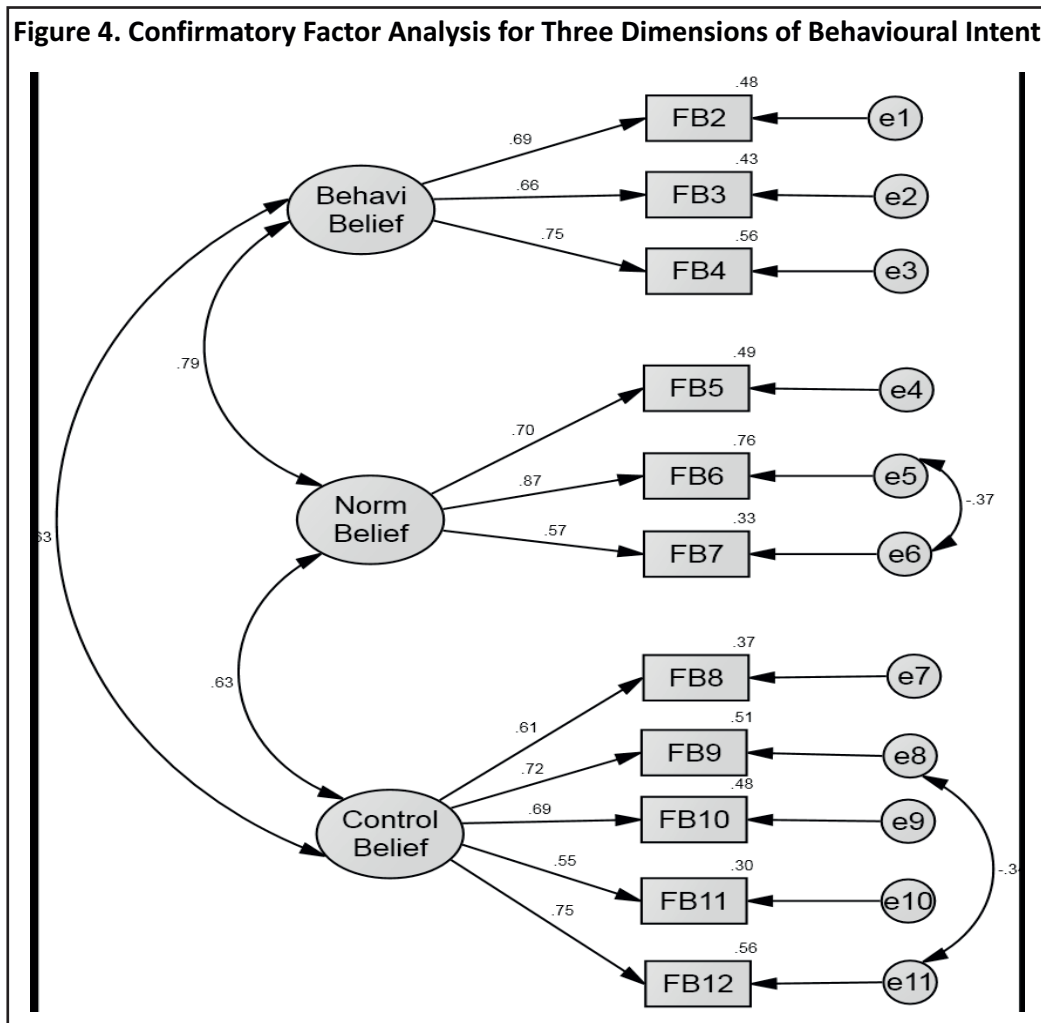 Figure 4. Confirmatory Factor Analysis for Three Dimensions of Behavioural Intent
.48
FB2
e1
.69
.43
Behavi
Belief
.66
FB3
e2
.56
.75
FB4
e3
.79
.49
FB5
e4
.70
.76
.87
FB6
e5
Norm
Belief
-.37
.33
.57
FB7
e6
63
.37
.63
FB8
e7
.61
.51
FB9
e8
.72
.48
Control
Belief
.69
FB10
e9
.30
-.3
.55
FB11
e10
.75
.56
FB12
e11